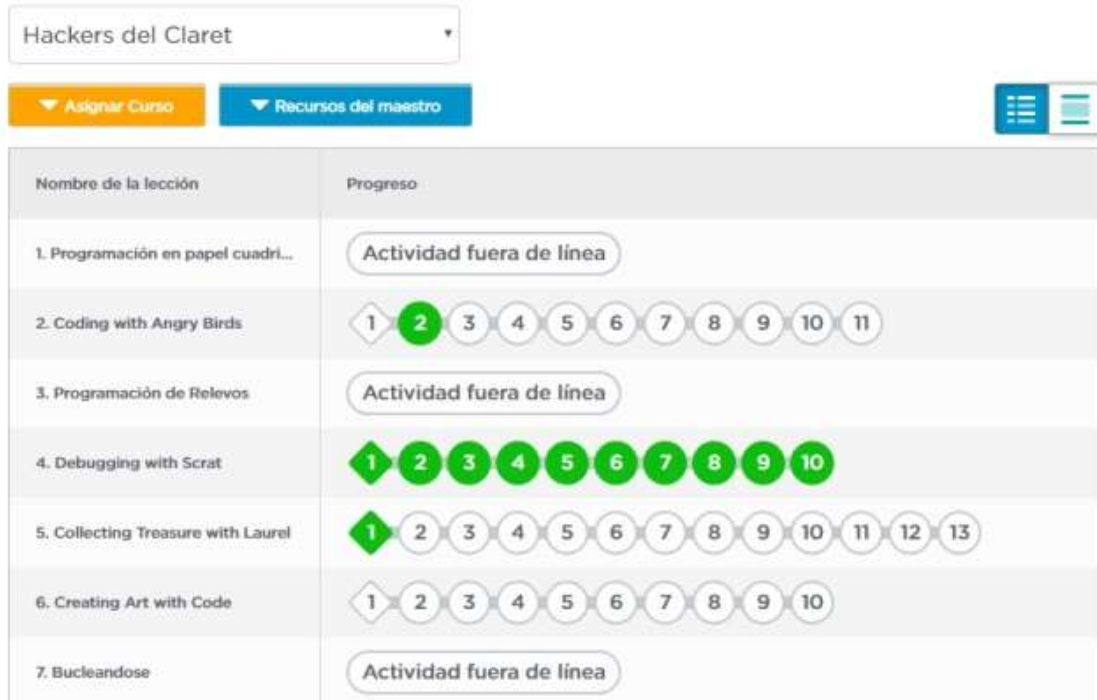 Hackers del Claret
Asignar Curso
Recursos del maestro
Nombre de la lección Progreso
1. Programación en papel cuadri... Actividad fuera de línea
2. Coding with Angry Birds 1 2 3 4 5 6 7 8 9 10 11
3. Programación de Relevos Actividad fuera de línea
4. Debugging with Scrat 1 2 3 4 5 6 7 8 9 10
5. Collecting Treasure with Laurel 1 2 3 4 5 6 7 8 9 10 11 12 13
6. Creating Art with Code 1 2 3 4 5 6 7 8 9 10
7. Bucleandose Actividad fuera de línea